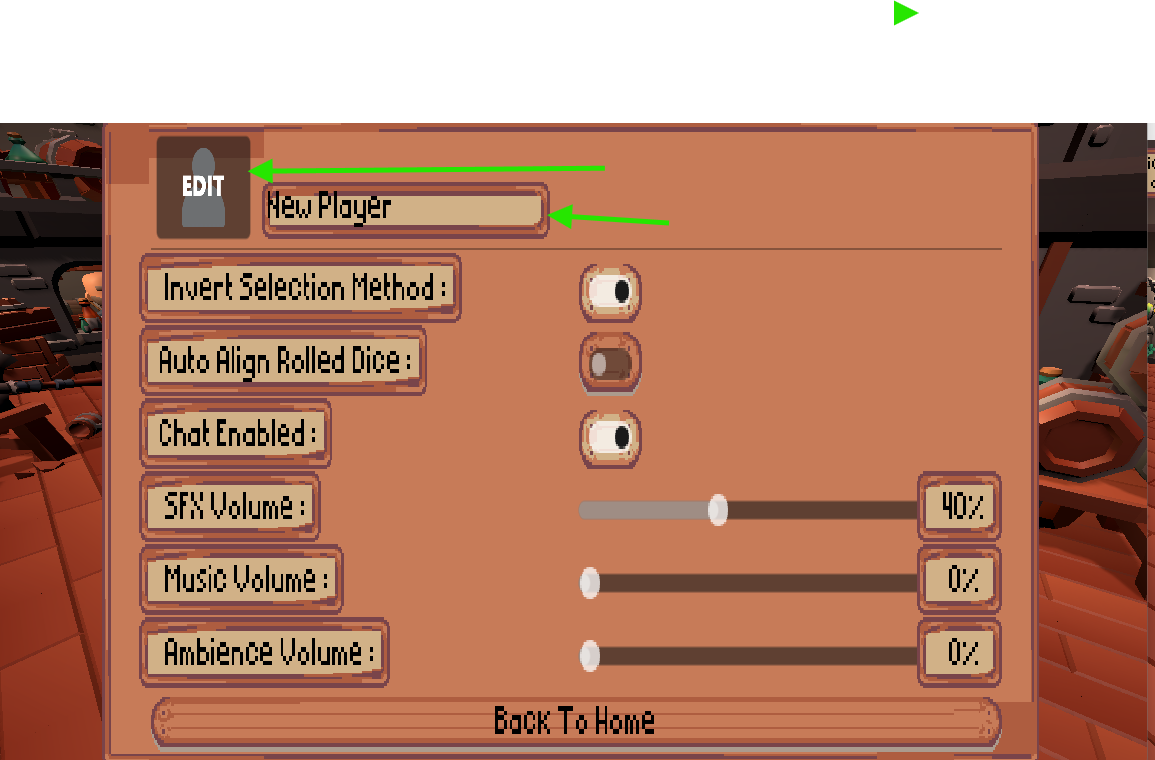 EDIT
New Player
Invert Selection Method :
Auto Align Rolled Dice :
Chat Enabled :
SFX Volume :
40%
Music Volume :
0%
Ambience Volume :
0%
Back To Home